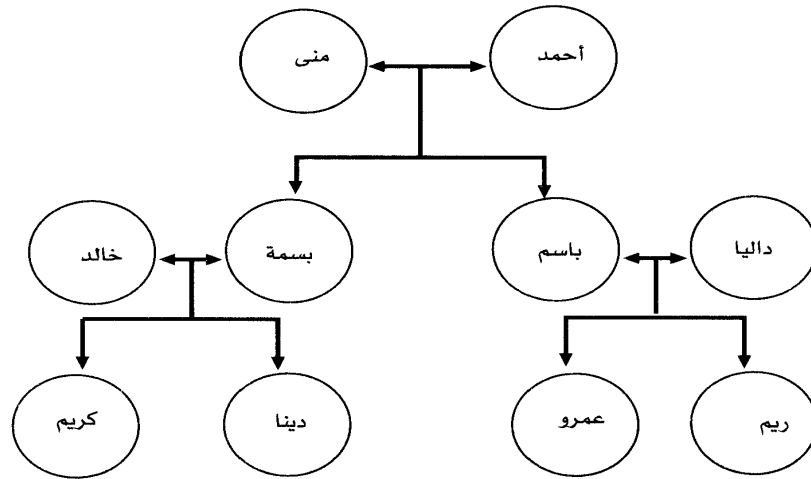 أحمد
منى
داليا
باسم
بسمة
خالد
ريم
عمرو
دينا
كريم